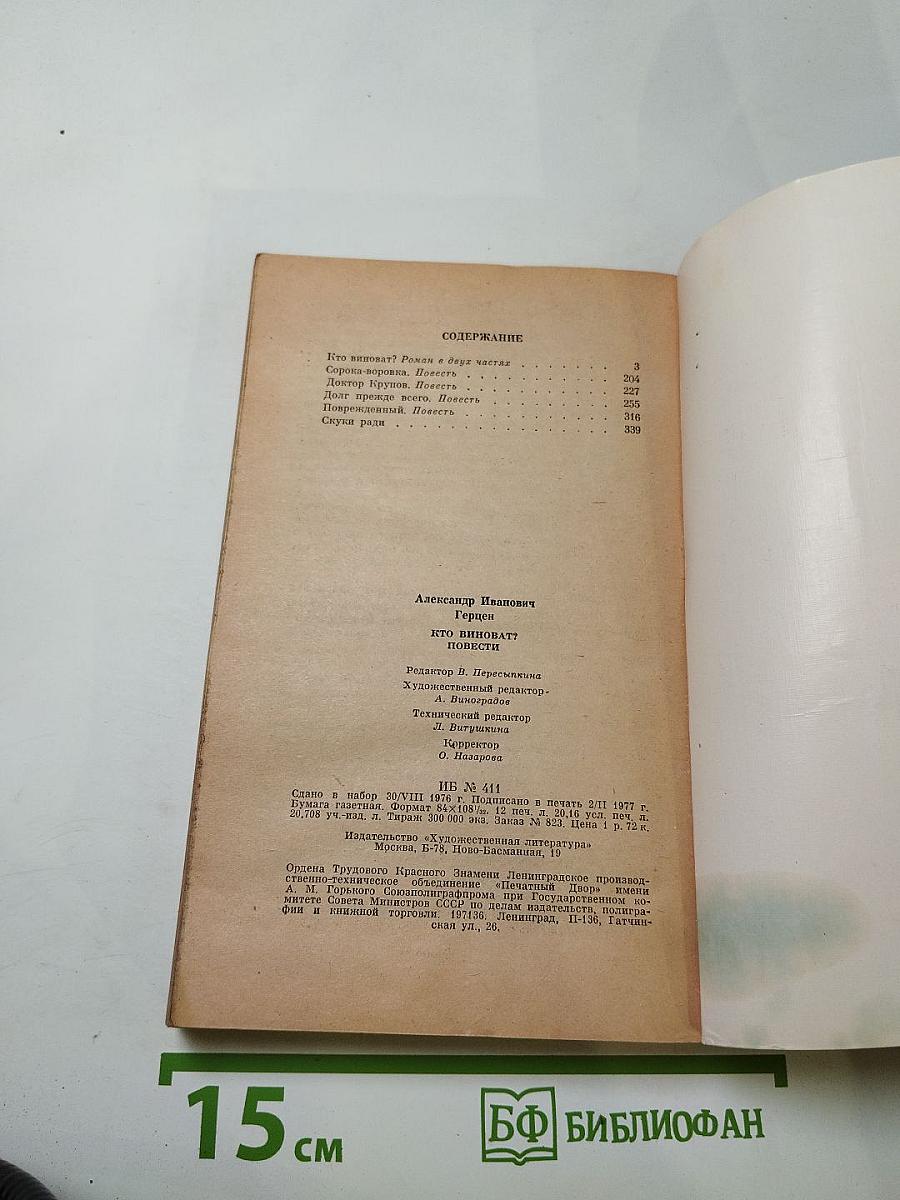 СОДЕРЖАНИЕ
Кто виноват? Роман в двух частях . . . . . . . 3
Сорока-воровка. Повесть . . . . . . . . . . . 204
Доктор Крупов. Повесть . . . . . . . . . . . 227
Долг прежде всего. Повесть . . . . . . . . . 255
Поврежденный. Повесть . . . . . . . . . . . 316
Скуки ради . . . . . . . . . . . . . . . . 339
Александр Иванович
Герцен
КТО ВИНОВАТ?
ПОВЕСТИ
Редактор В. Пересыпкина
Художественный редактор
А. Виноградов
Технический редактор
Л. Витушкина
Корректор
О. Назарова
ИБ № 411
Сдано в набор 30/VIII 1976 г. Подписано в печать 2/II 1977 г.
Бумага газетная. Формат 84×108¹/₃₂. 12 печ. л. 20,16 усл. печ. л.
20,708 уч.-изд. л. Тираж 300 000 экз. Заказ № 823. Цена 1 р. 72 к.
Издательство «Художественная литература»
Москва, Б-78, Ново-Басманная, 19
Ордена Трудового Красного Знамени Ленинградское производ-
ственно-техническое объединение «Печатный Двор» имени
А. М. Горького Союзполиграфпрома при Государственном ко-
митете Совета Министров СССР по делам издательств, полигра-
фии и книжной торговли. 197136, Ленинград, П-136, Гатчин-
ская ул., 26.
15 см
БФ БИБЛИОФАН